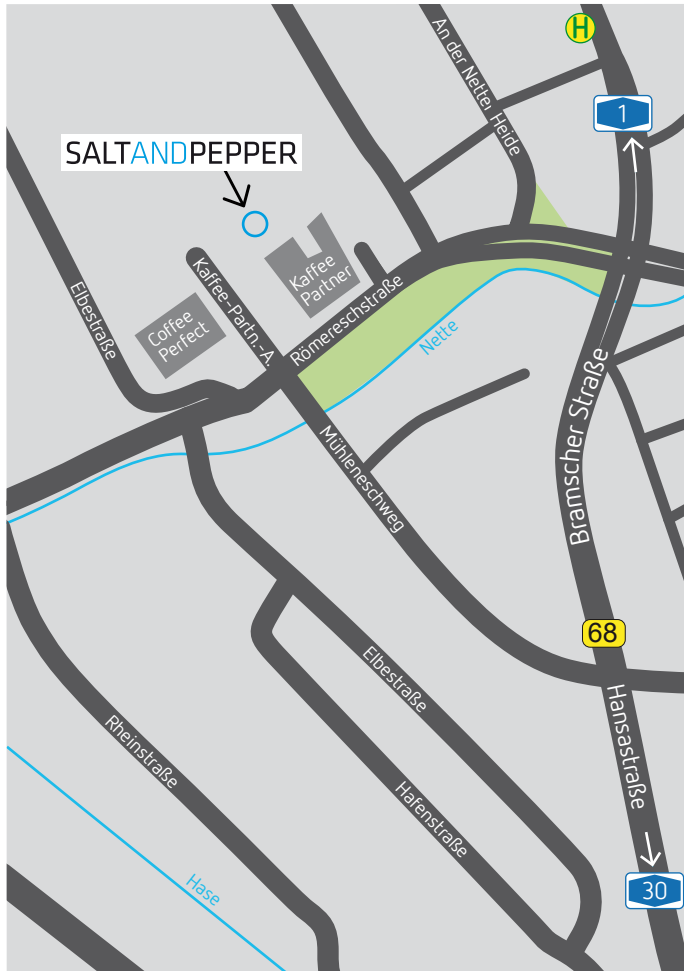 H
An der Netter Heide
1
SALTANDPEPPER
Kaffee
Partner
Kaffee-Partn.-A.
Elbestraße
Coffee
Perfect
Römereschstraße
Nette
Mühleneschweg
Bramscher Straße
68
Elbestraße
Hansastraße
Rheinstraße
Hafenstraße
Hase
30